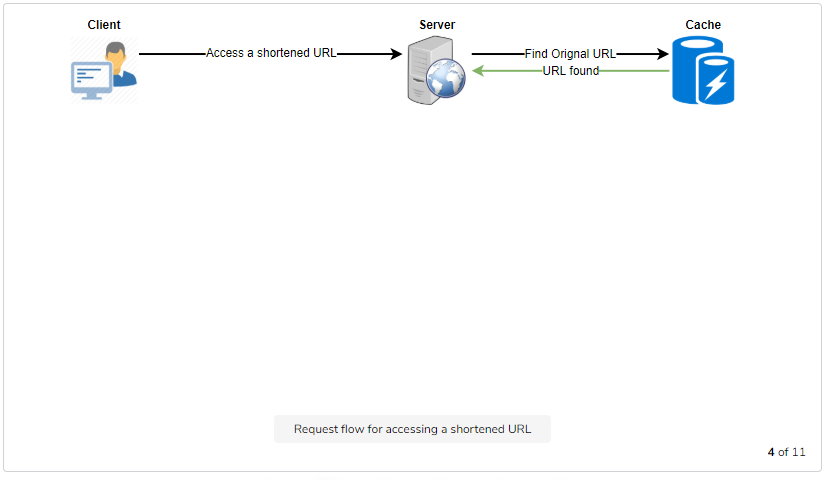 Client
Server
Cache
Access a shortened URL
Find Orignal URL
URL found
Request flow for accessing a shortened URL
4 of 11